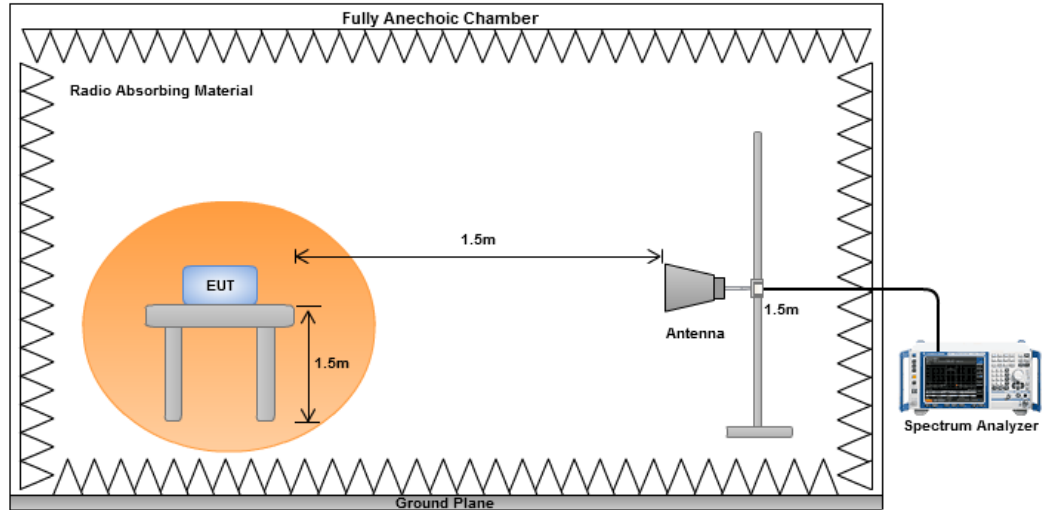 Fully Anechoic Chamber
Radio Absorbing Material
1.5m
EUT
1.5m
Antenna
1.5m
Spectrum Analyzer
Ground Plane